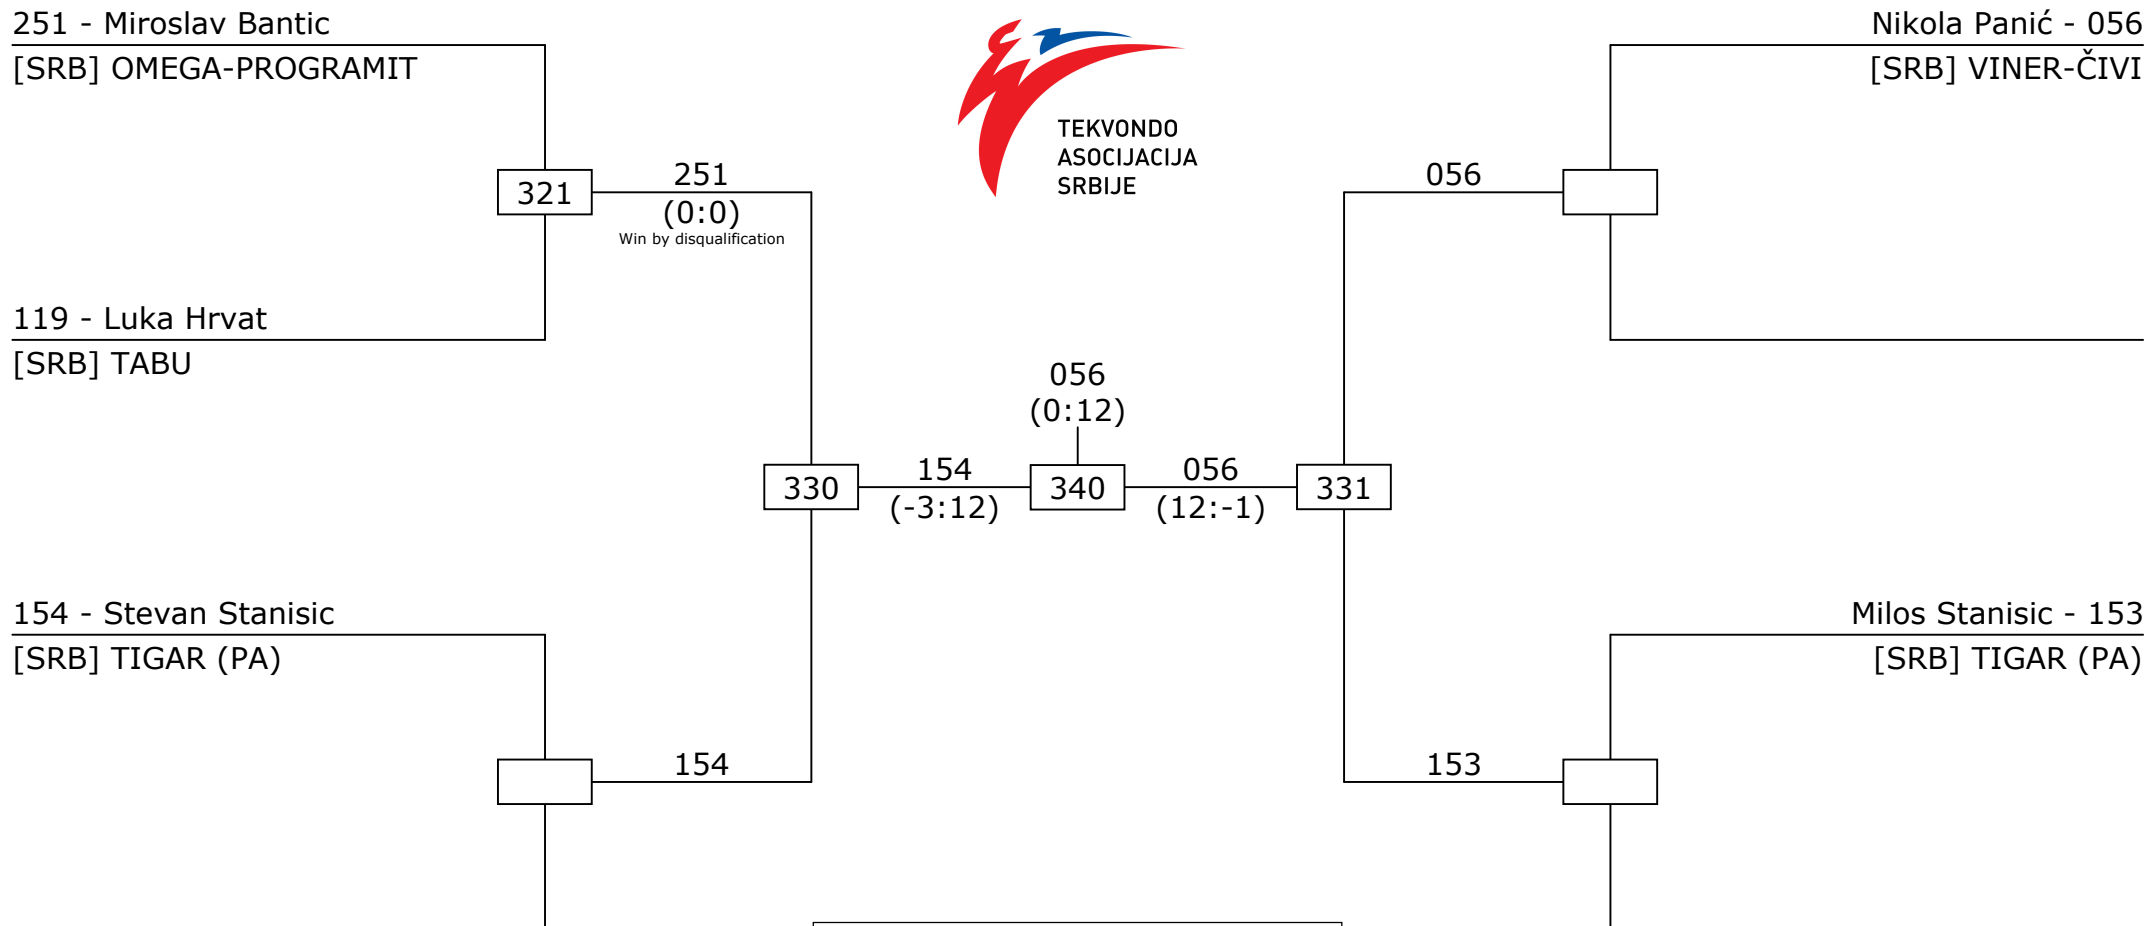 251 - Miroslav Bantic
[SRB] OMEGA-PROGRAMIT
Nikola Panić - 056
[SRB] VINER-ČIVI
TEKVONDO
ASOCIJACIJA
SRBIJE
321
251
(0:0)
Win by disqualification
056
119 - Luka Hrvat
[SRB] TABU
056
(0:12)
330
154
(-3:12)
340
056
(12:-1)
331
154 - Stevan Stanisic
[SRB] TIGAR (PA)
Milos Stanisic - 153
[SRB] TIGAR (PA)
154
153